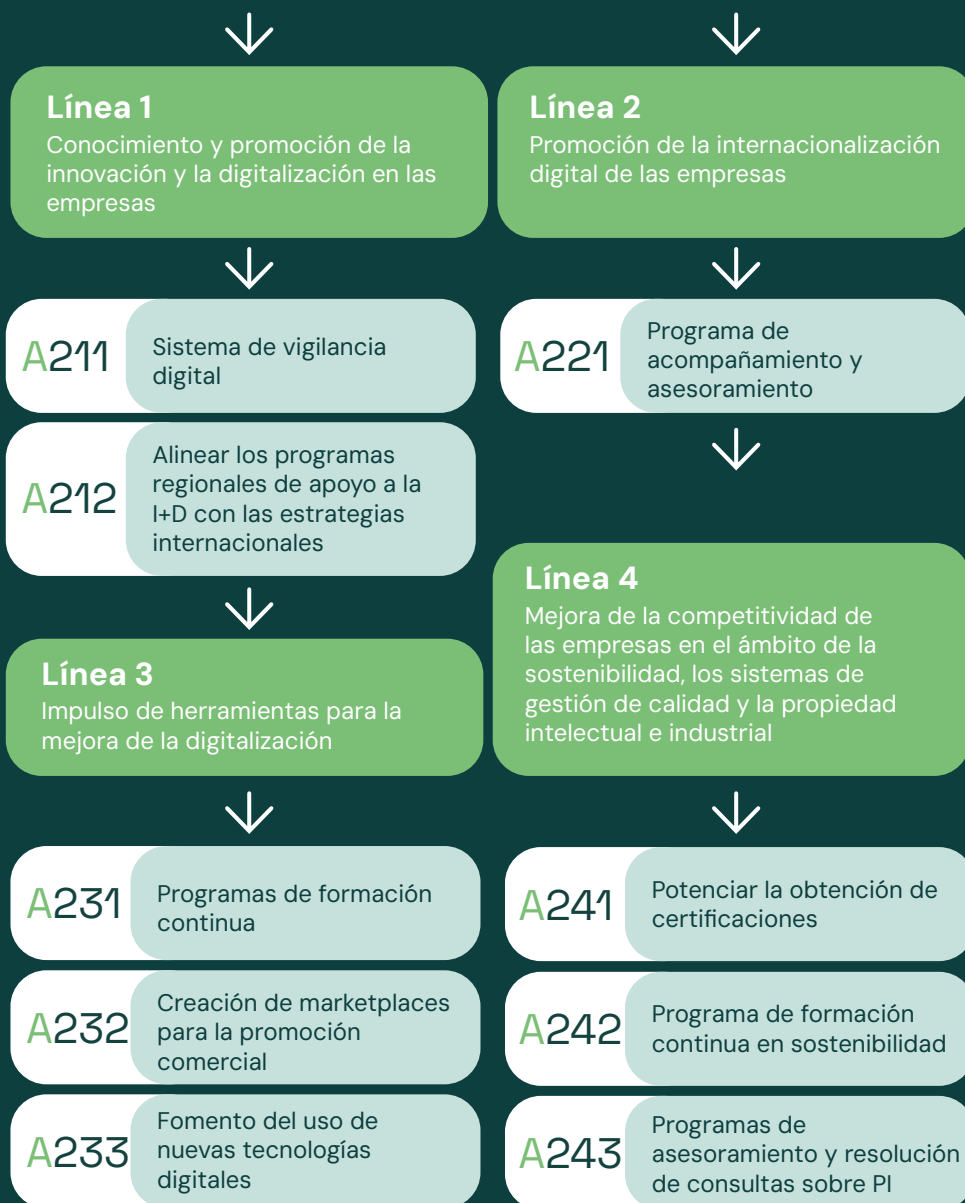 Línea 1
Conocimiento y promoción de la
innovación y la digitalización en las
empresas
Línea 2
Promoción de la internacionalización
digital de las empresas
A211
Sistema de vigilancia
digital
A221
Programa de
acompañamiento y
asesoramiento
A212
Alinear los programas
regionales de apoyo a la
I+D con las estrategias
internacionales
Línea 3
Impulso de herramientas para la
mejora de la digitalización
Línea 4
Mejora de la competitividad de
las empresas en el ámbito de la
sostenibilidad, los sistemas de
gestión de calidad y la propiedad
intelectual e industrial
A231
Programas de formación
continua
A241
Potenciar la obtención de
certificaciones
A232
Creación de marketplaces
para la promoción
comercial
A242
Programa de formación
continua en sostenibilidad
A233
Fomento del uso de
nuevas tecnologías
digitales
A243
Programas de
asesoramiento y resolución
de consultas sobre PI